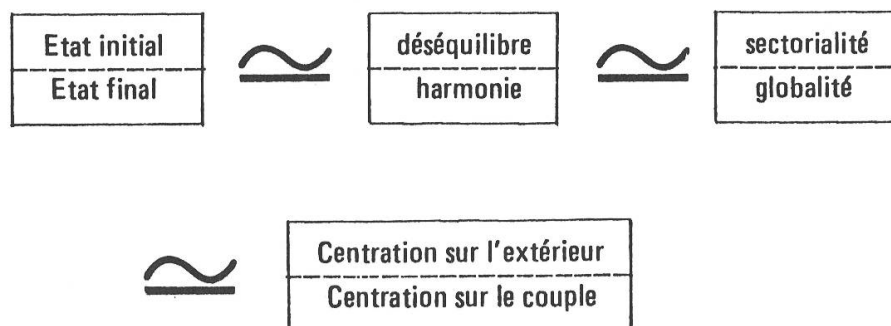 Etat initial
Etat final
déséquilibre
harmonie
sectorialité
globalité
Centration sur l'extérieur
Centration sur le couple